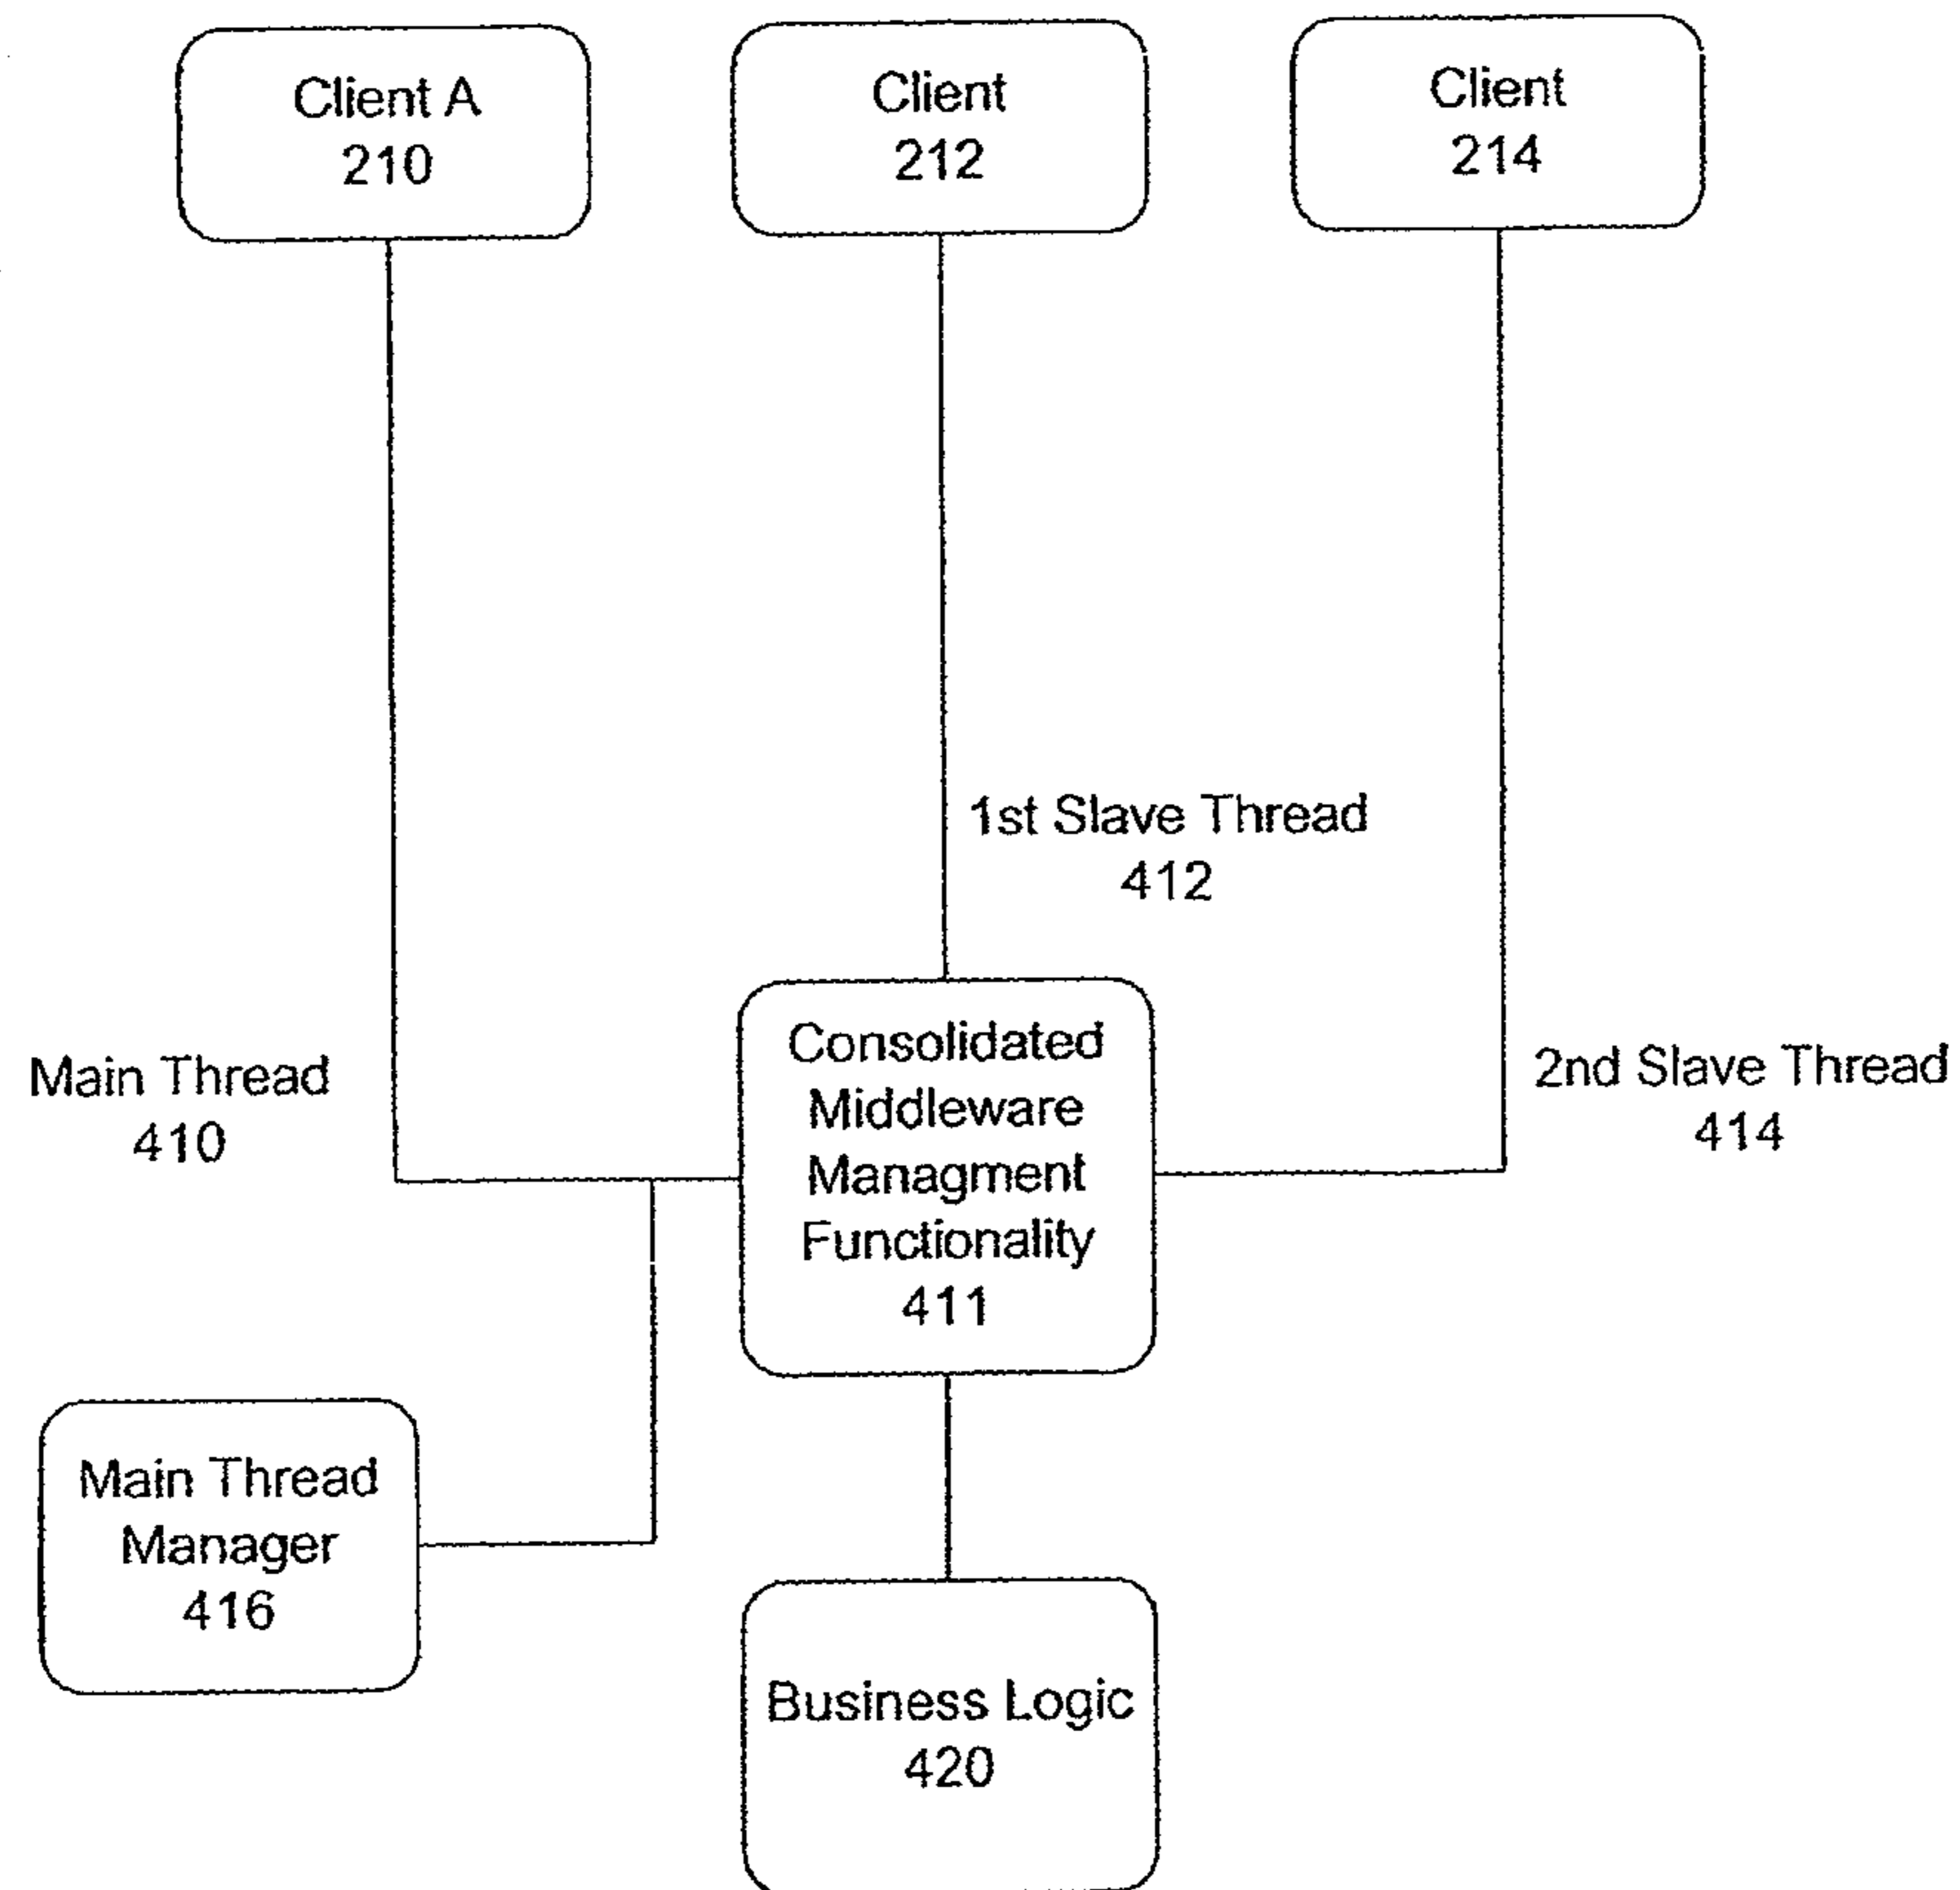 Client A
210
Client
212
Client
214
1st Slave Thread
412
Main Thread
410
Consolidated
Middleware
Managment
Functionality
411
2nd Slave Thread
414
Main Thread
Manager
416
Business Logic
420